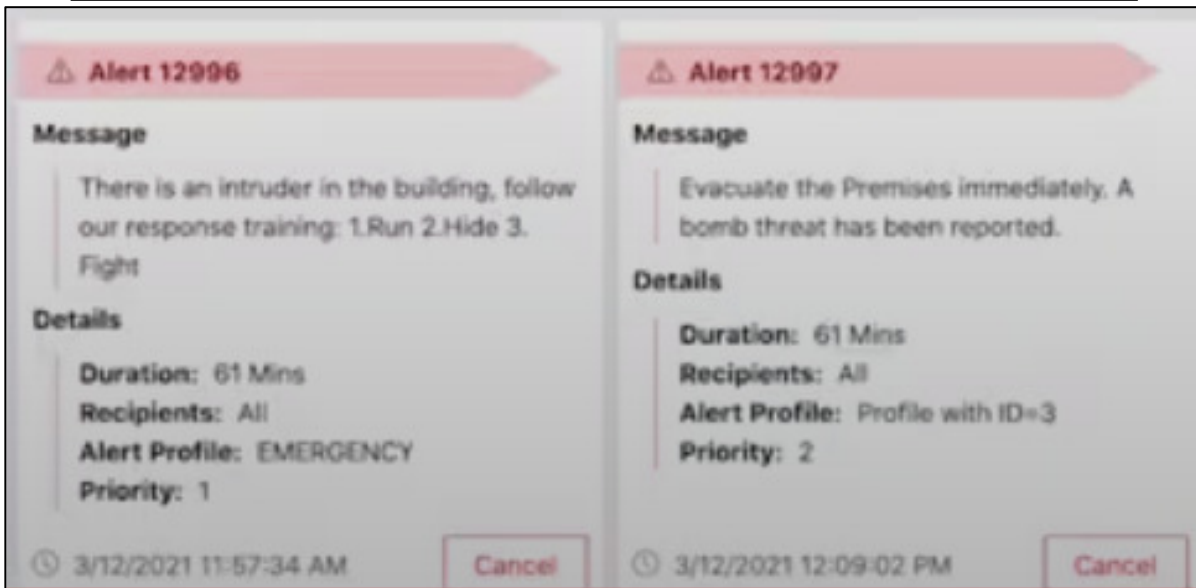 Alert 12996
Message
There is an intruder in the building, follow
our response training: 1.Run 2.Hide 3.
Fight
Details
Duration: 61 Mins
Recipients: All
Alert Profile: EMERGENCY
Priority: 1
3/12/2021 11:57:34 AM
Cancel
Alert 12997
Message
Evacuate the Premises immediately. A
bomb threat has been reported.
Details
Duration: 61 Mins
Recipients: All
Alert Profile: Profile with ID=3
Priority: 2
3/12/2021 12:09:02 PM
Cancel